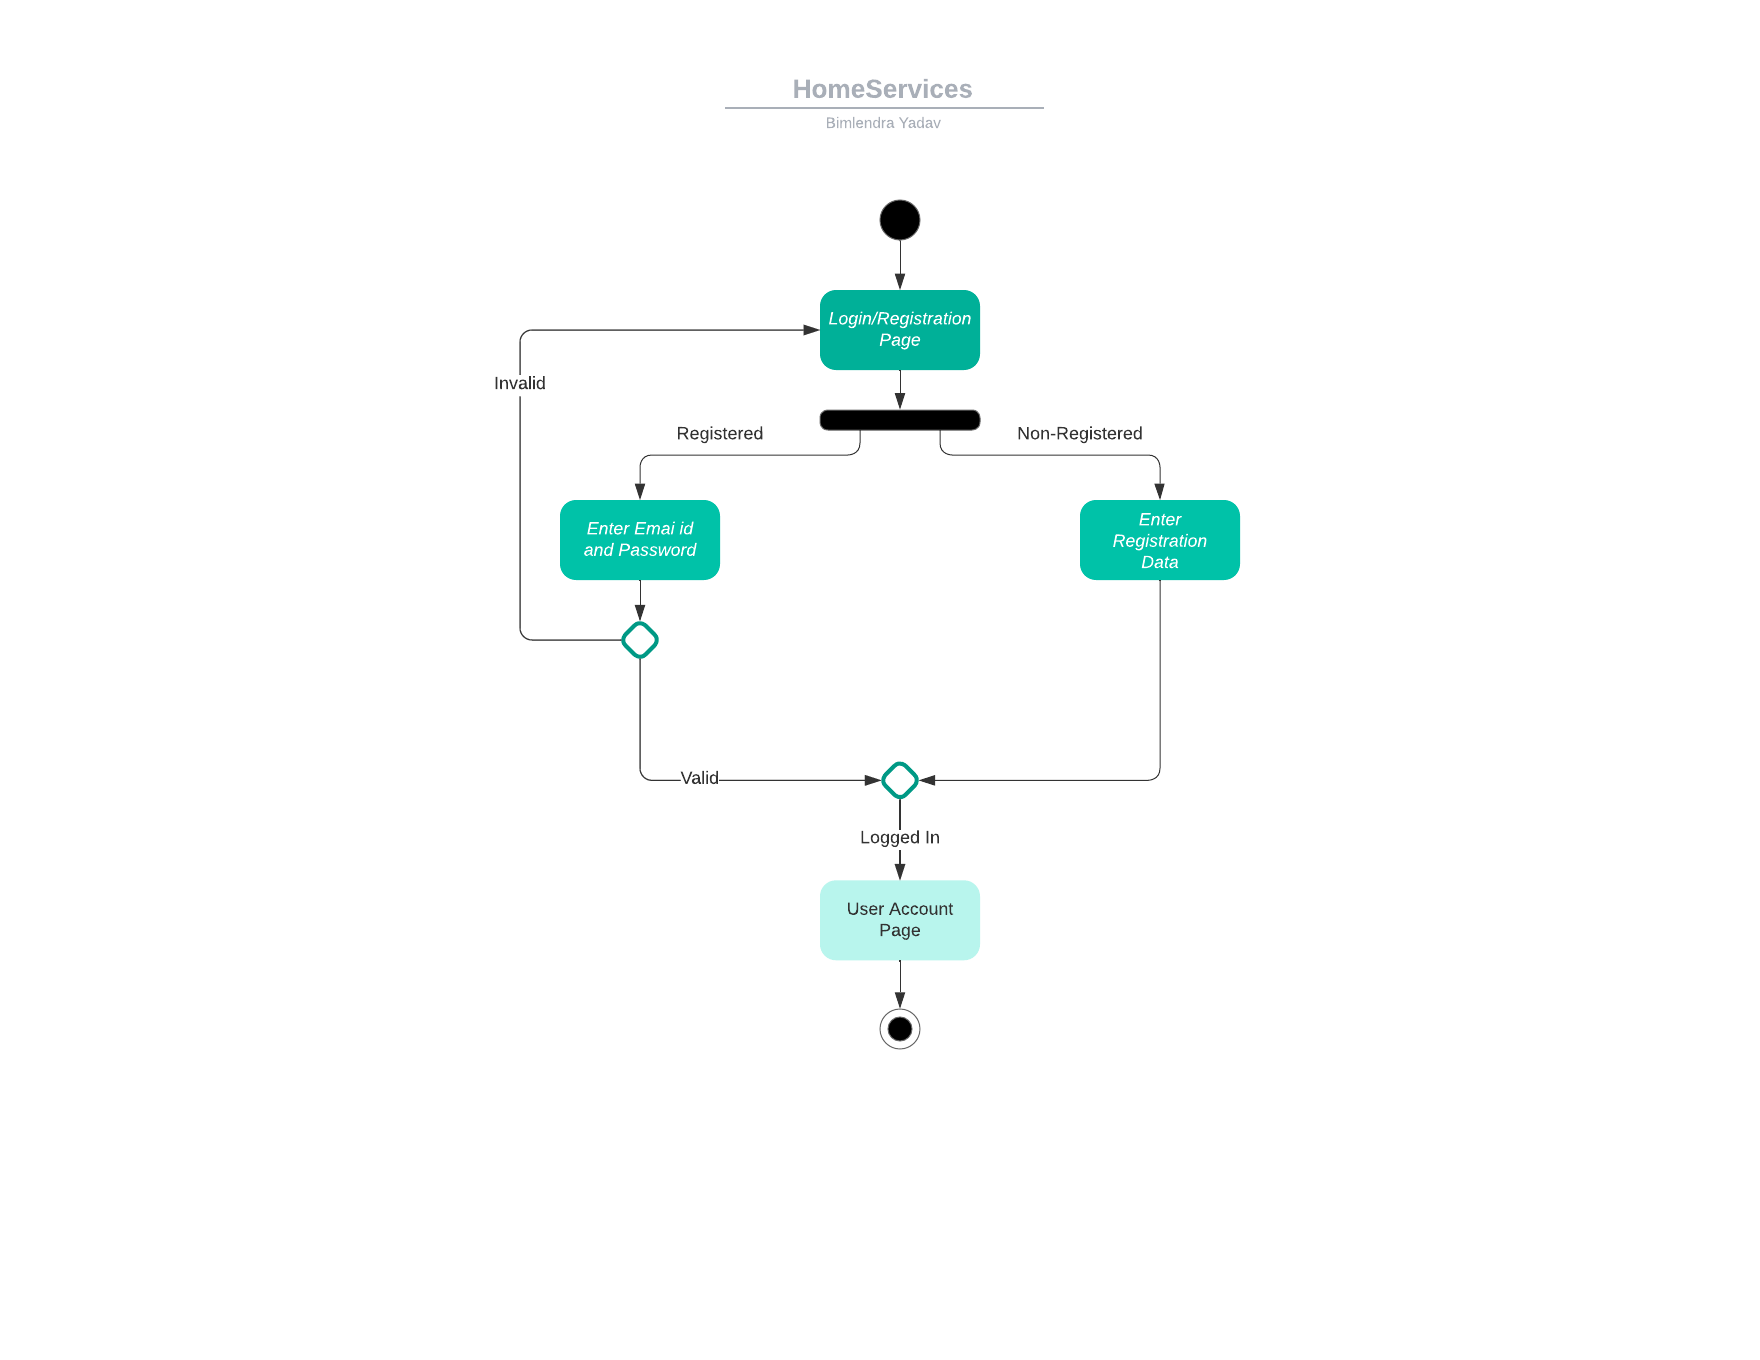 HomeServices
Bimlendra Yadav
Login/Registration
Page
Invalid
Registered
Non-Registered
Enter Emai id
and Password
Enter
Registration
Data
Valid
Logged In
User Account
Page